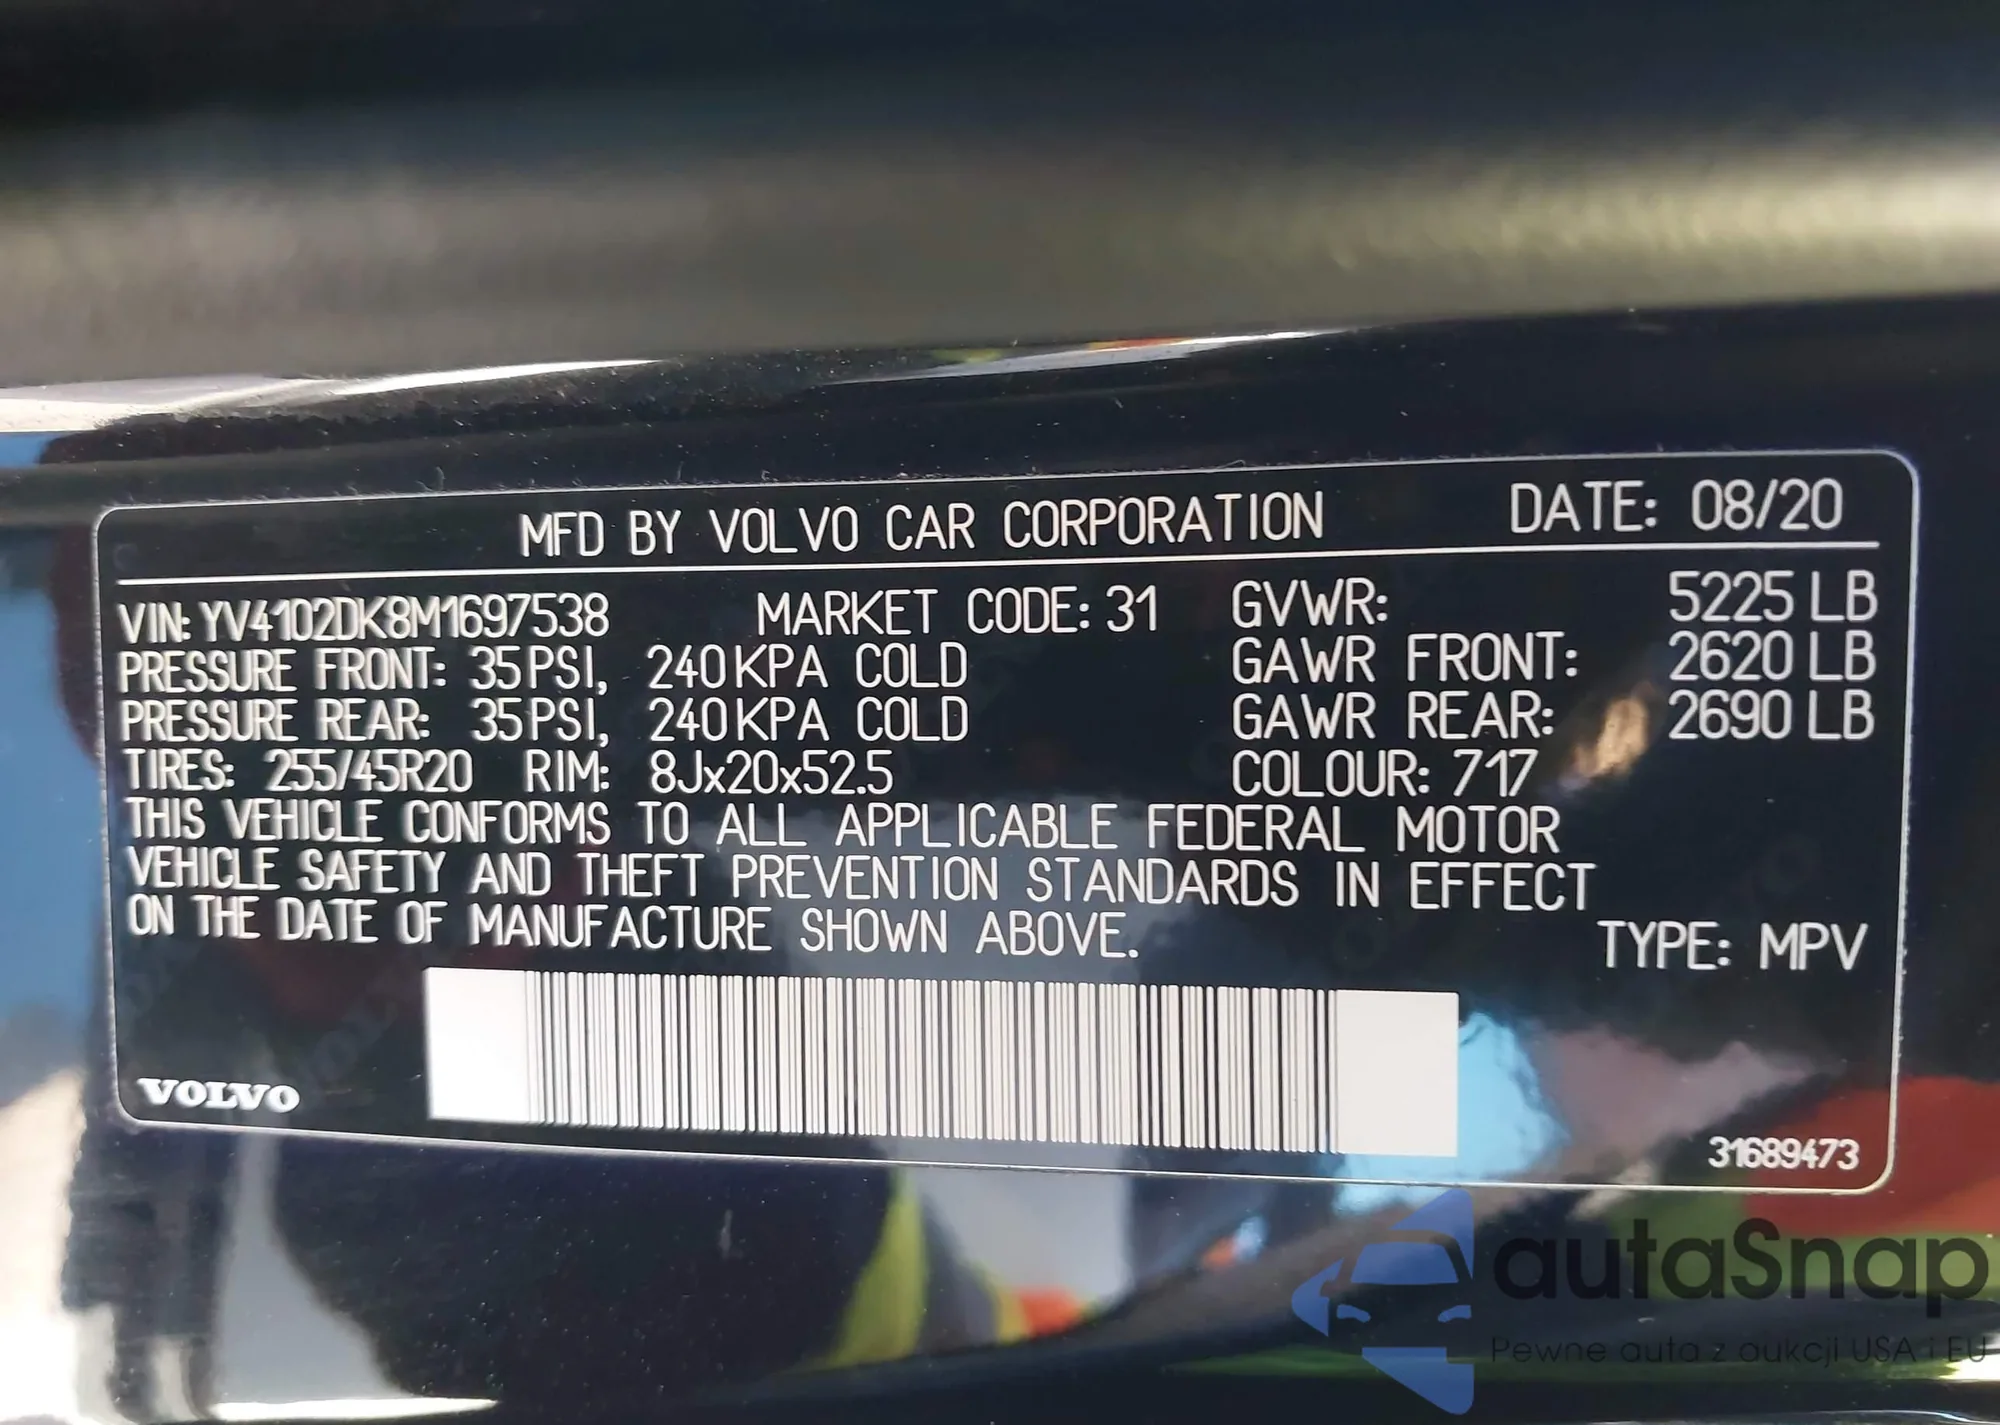 MFD BY VOLVO CAR CORPORATION DATE: 08/20
VIN: YV4102DK8M1697538 MARKET CODE: 31 GVWR: 5225 LB
PRESSURE FRONT: 35 PSI, 240 KPA COLD GAWR FRONT: 2620 LB
PRESSURE REAR: 35 PSI, 240 KPA COLD GAWR REAR: 2690 LB
TIRES: 255/45R20 RIM: 8Jx20x52.5 COLOUR: 717
THIS VEHICLE CONFORMS TO ALL APPLICABLE FEDERAL MOTOR
VEHICLE SAFETY AND THEFT PREVENTION STANDARDS IN EFFECT
ON THE DATE OF MANUFACTURE SHOWN ABOVE.
TYPE: MPV
VOLVO
31689473
autaSnap
Pewne auta z aukcji USA i EU